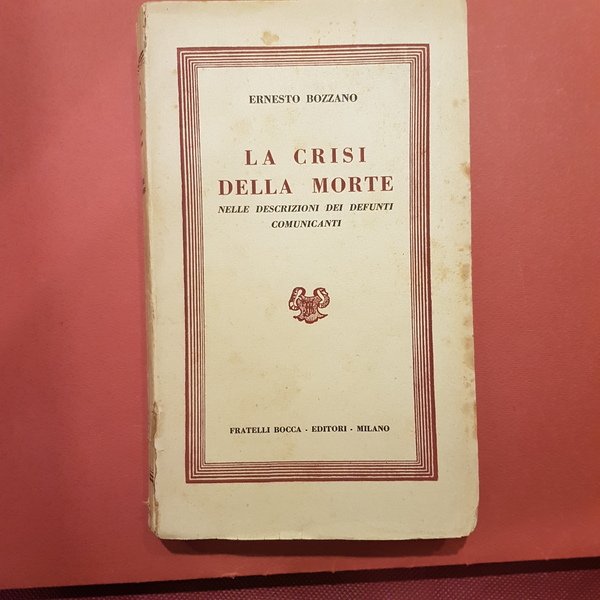 ERNESTO BOZZANO
LA CRISI
DELLA MORTE
NELLE DESCRIZIONI DEI DEFUNTI
COMUNICANTI
FRATELLI BOCCA - EDITORI - MILANO